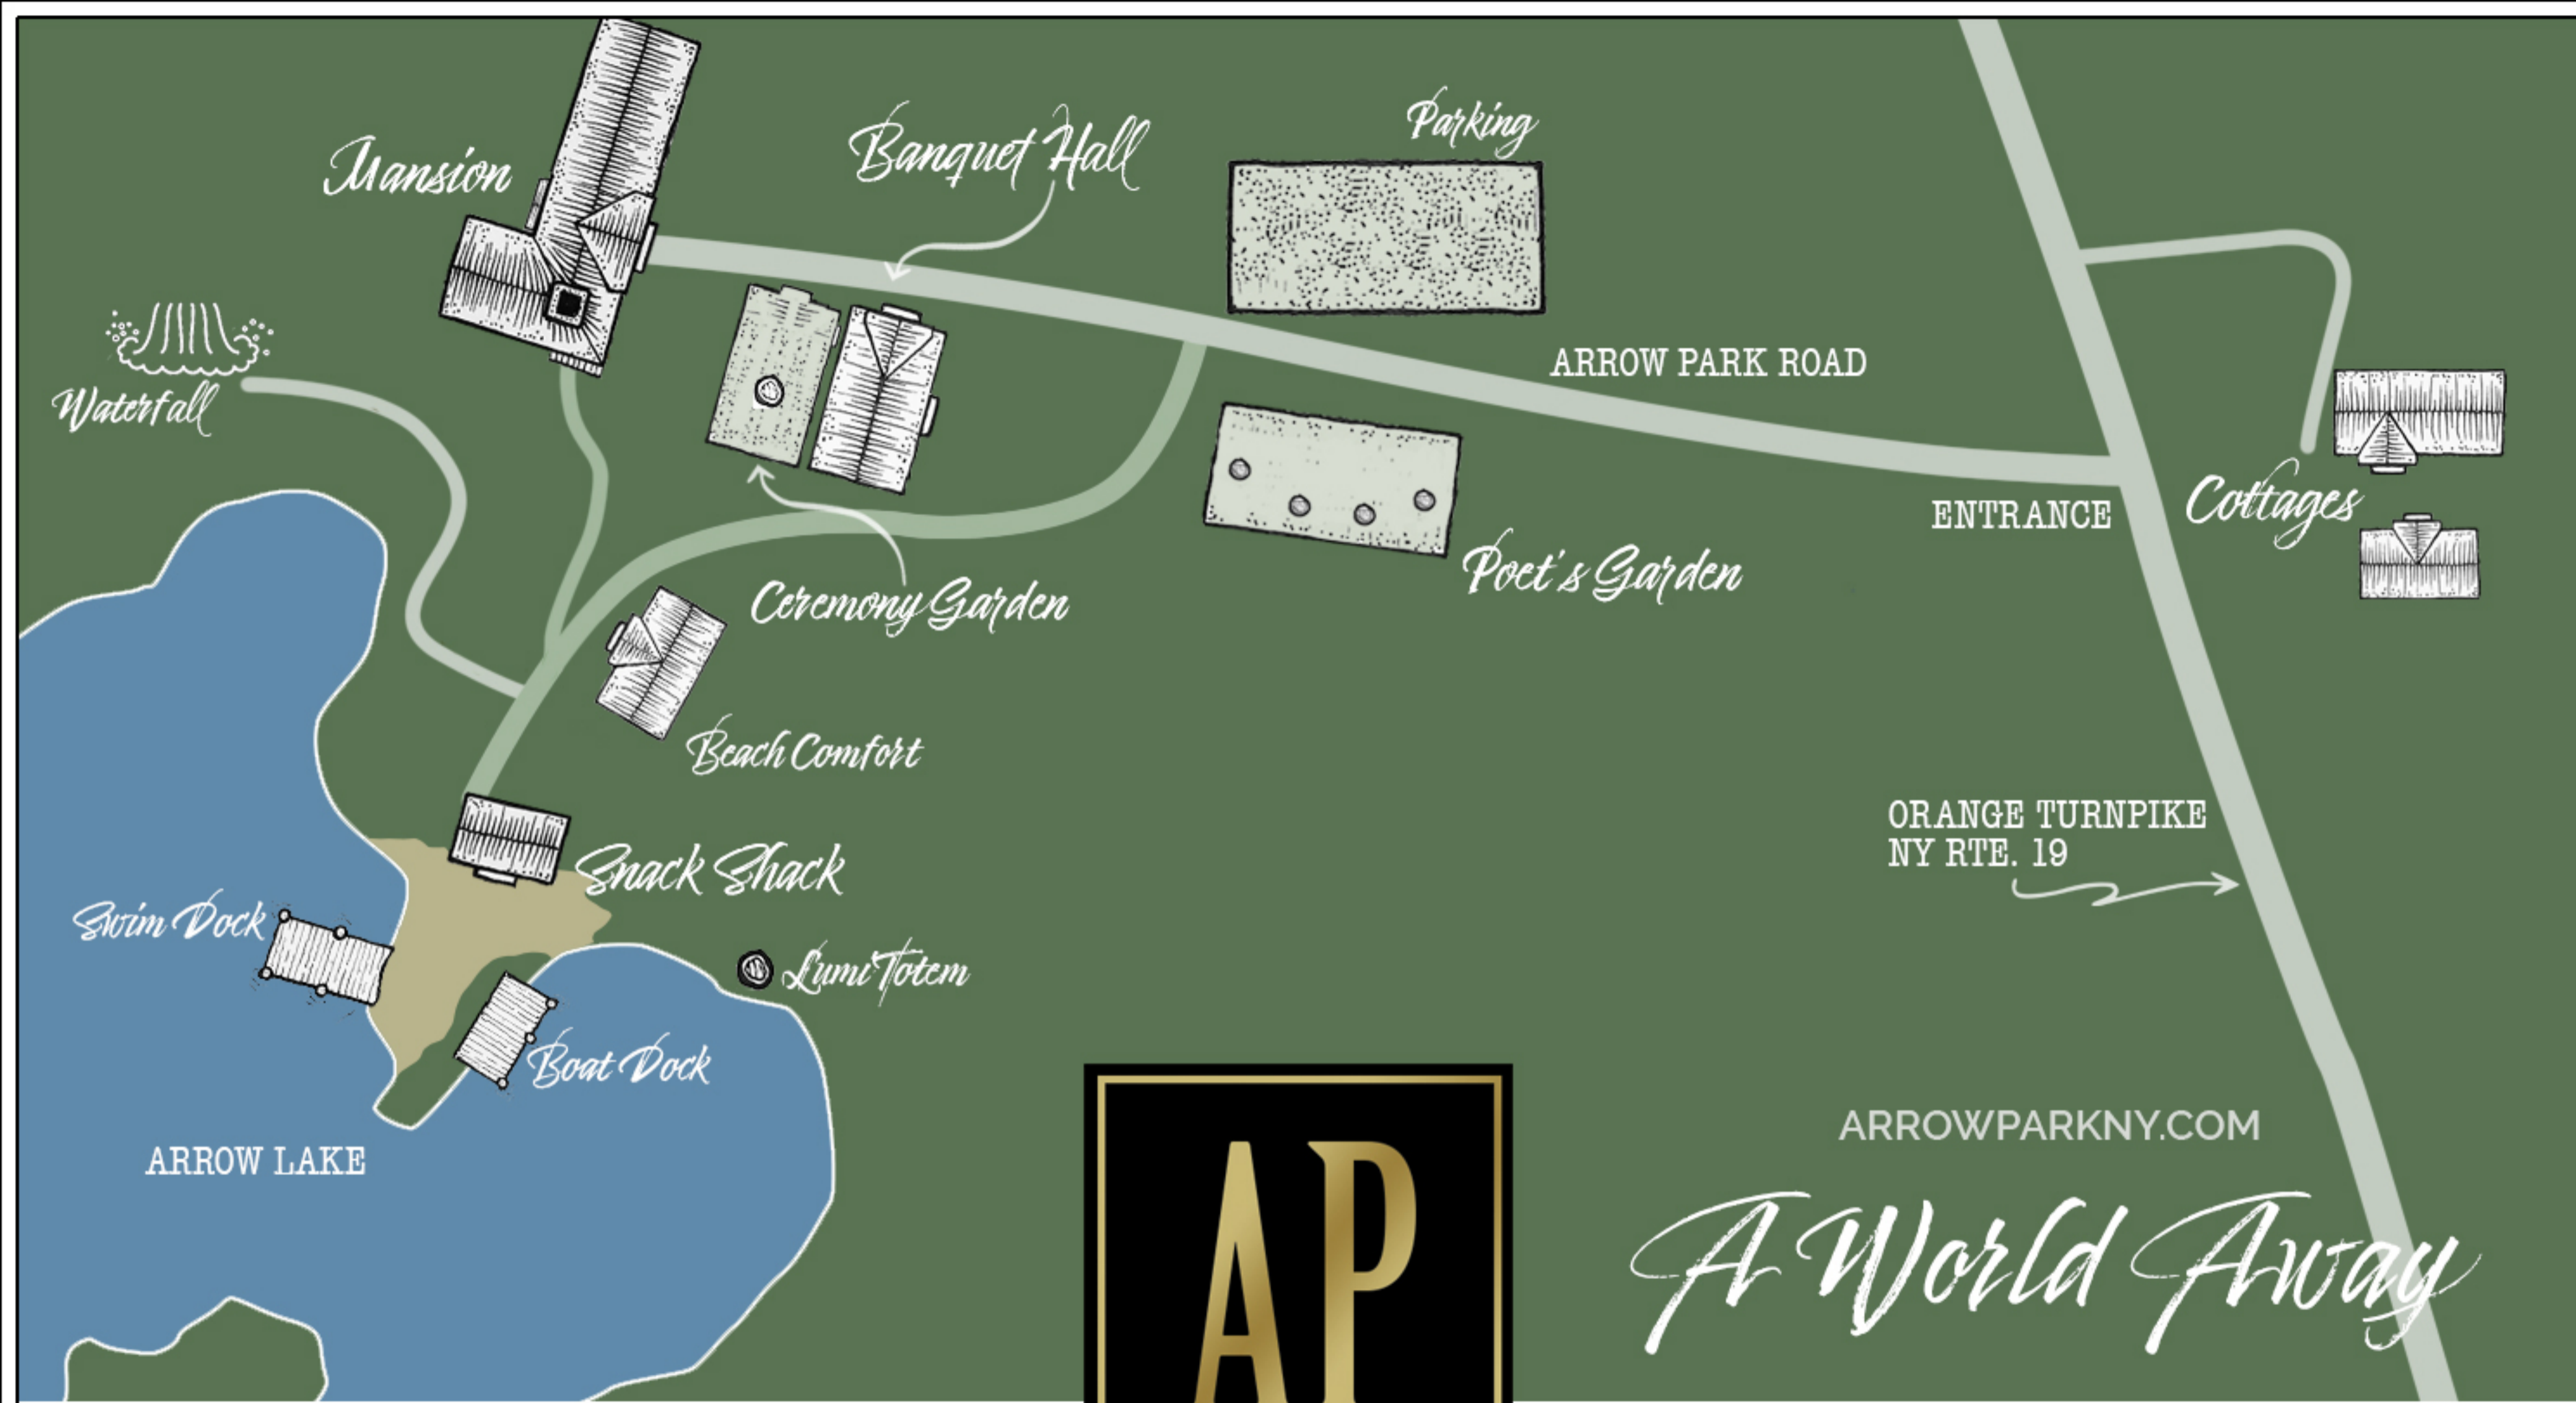 Mansion
Banquet Hall
Parking
Waterfall
ARROW PARK ROAD
ENTRANCE
Cottages
Poet's Garden
Ceremony Garden
Beach Comfort
ORANGE TURNPIKE
NY RTE. 19
Snack Shack
Swim Dock
Lumi Totem
Boat Dock
ARROW LAKE
AP
ARROWPARKNY.COM
A World Away